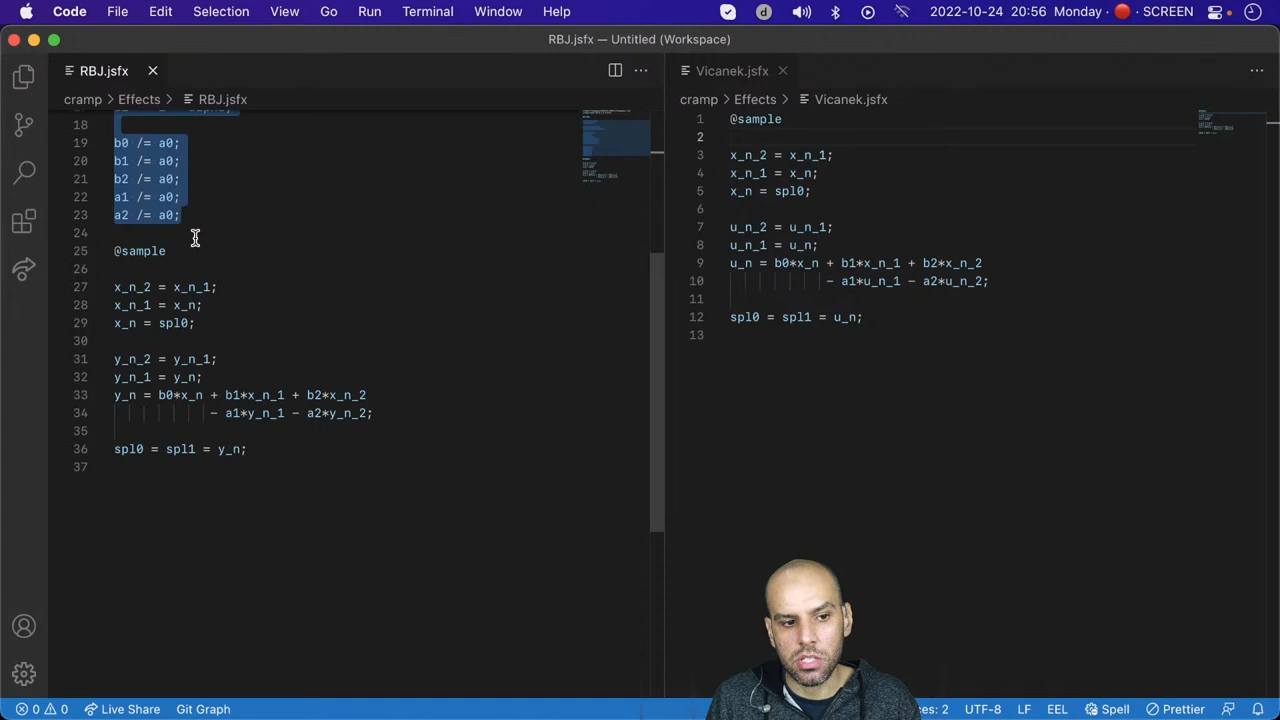 Code File Edit Selection View Go Run Terminal Window Help d 2022-10-24 20:56 Monday SCREEN
RBJ.jsfx — Untitled (Workspace)
RBJ.jsfx
cramp Effects RBJ.jsfx
18
19 b0 /= a0;
20 b1 /= a0;
21 b2 /= a0;
22 a1 /= a0;
23 a2 /= a0;
24
25 @sample
26
27 x_n_2 = x_n_1;
28 x_n_1 = x_n;
29 x_n = spl0;
30
31 y_n_2 = y_n_1;
32 y_n_1 = y_n;
33 y_n = b0*x_n + b1*x_n_1 + b2*x_n_2
34 - a1*y_n_1 - a2*y_n_2;
35
36 spl0 = spl1 = y_n;
37
Vicanek.jsfx
cramp Effects Vicanek.jsfx
1 @sample
2
3 x_n_2 = x_n_1;
4 x_n_1 = x_n;
5 x_n = spl0;
6
7 u_n_2 = u_n_1;
8 u_n_1 = u_n;
9 u_n = b0*x_n + b1*x_n_1 + b2*x_n_2
10 - a1*u_n_1 - a2*u_n_2;
11
12 spl0 = spl1 = u_n;
13
0 0 Live Share Git Graph
UTF-8 LF EEL Spell Prettier